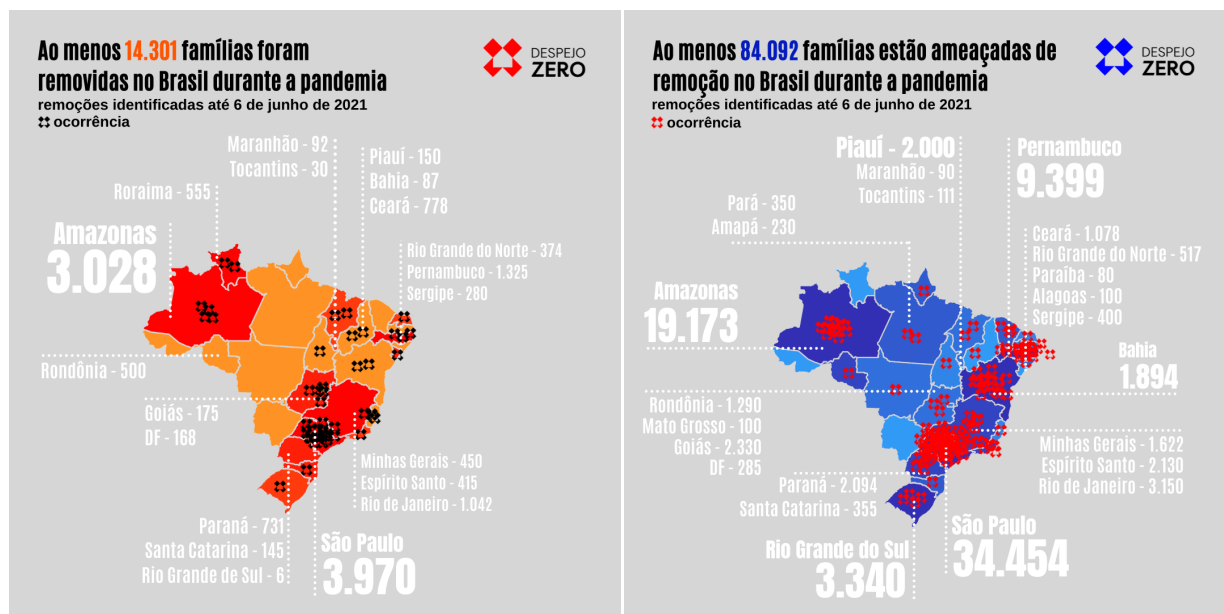 Ao menos 14.301 famílias foram
removidas no Brasil durante a pandemia
remoções identificadas até 6 de junho de 2021
ocorrência
DESPEJO
ZERO
Maranhão - 92
Tocantins - 30
Piauí - 150
Bahia - 87
Ceará - 778
Roraima - 555
Amazonas
3.028
Rio Grande do Norte - 374
Pernambuco - 1.325
Sergipe - 280
Rondônia - 500
Goiás - 175
DF - 168
Minas Gerais - 450
Espírito Santo - 415
Rio de Janeiro - 1.042
Paraná - 731
Santa Catarina - 145
Rio Grande de Sul - 6
São Paulo
3.970
Ao menos 84.092 famílias estão ameaçadas de
remoção no Brasil durante a pandemia
remoções identificadas até 6 de junho de 2021
ocorrência
DESPEJO
ZERO
Piauí - 2.000
Maranhão - 90
Tocantins - 111
Pernambuco
9.399
Pará - 350
Amapá - 230
Ceará - 1.078
Rio Grande do Norte - 517
Paraíba - 80
Alagoas - 100
Sergipe - 400
Amazonas
19.173
Bahia
1.894
Rondônia - 1.290
Mato Grosso - 100
Goiás - 2.330
DF - 285
Minhas Gerais - 1.622
Espírito Santo - 2.130
Rio de Janeiro - 3.150
Paraná - 2.094
Santa Catarina - 355
Rio Grande do Sul
3.340
São Paulo
34.454